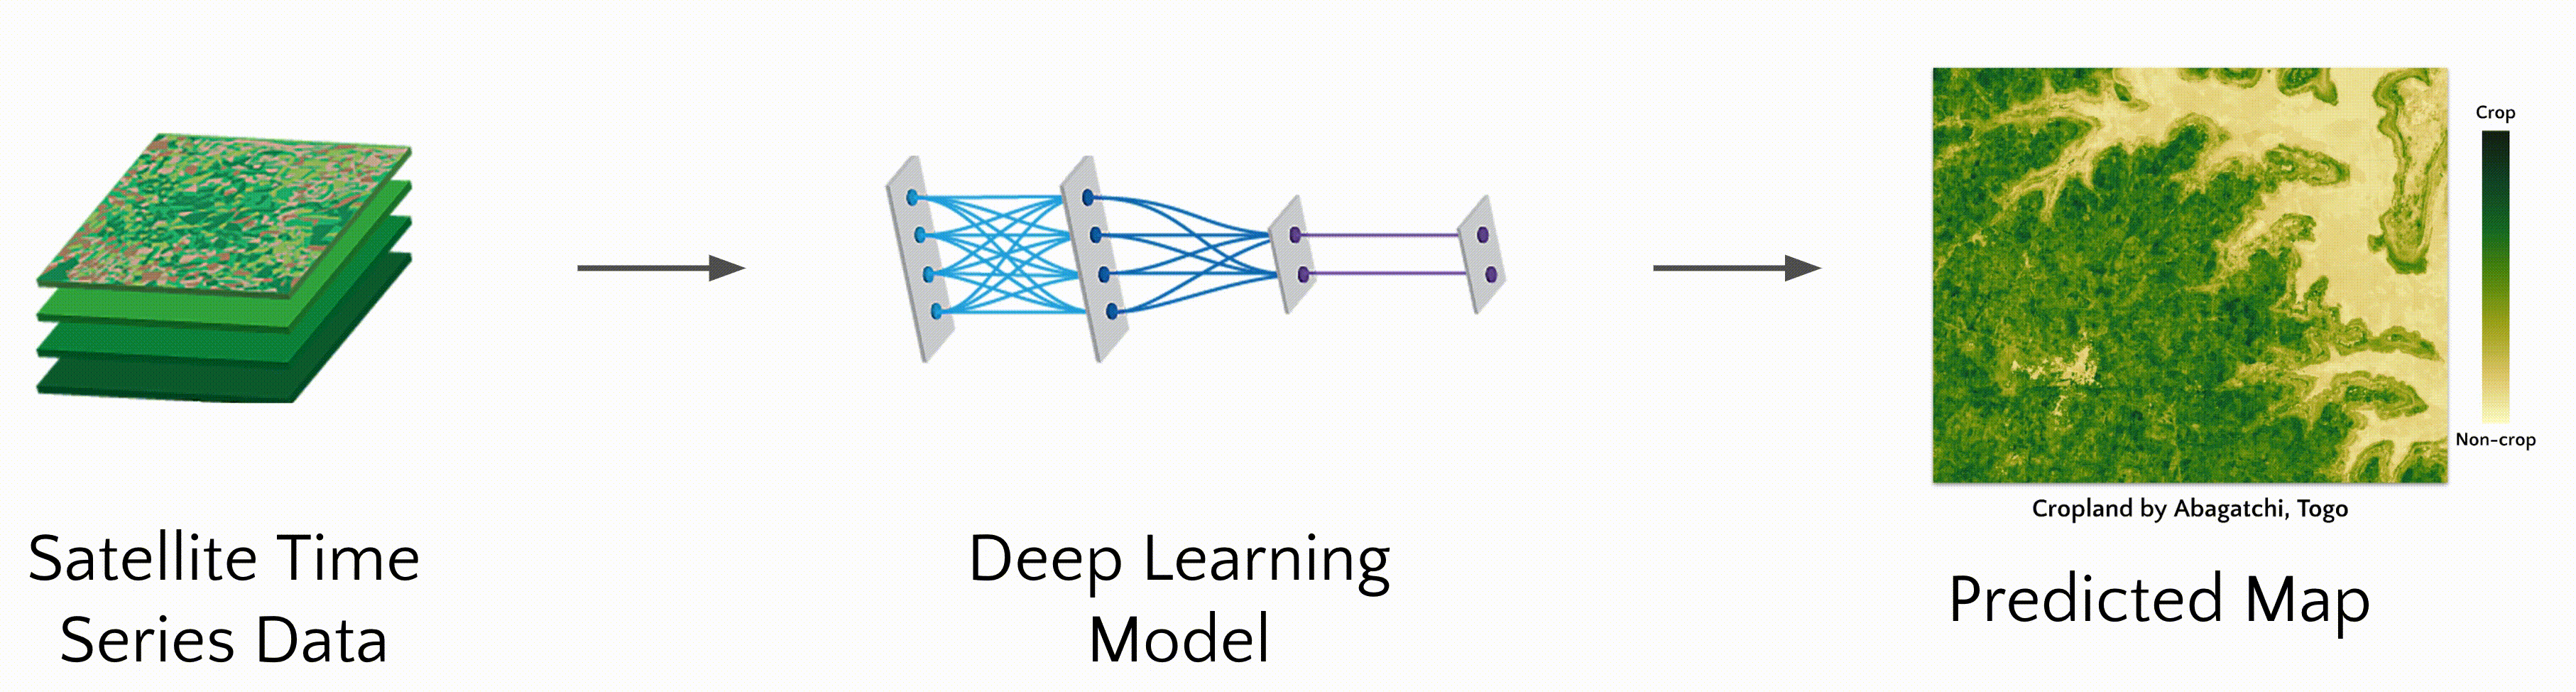 Satellite Time
Series Data
Deep Learning
Model
Crop
Non-crop
Cropland by Abagatchi, Togo
Predicted Map